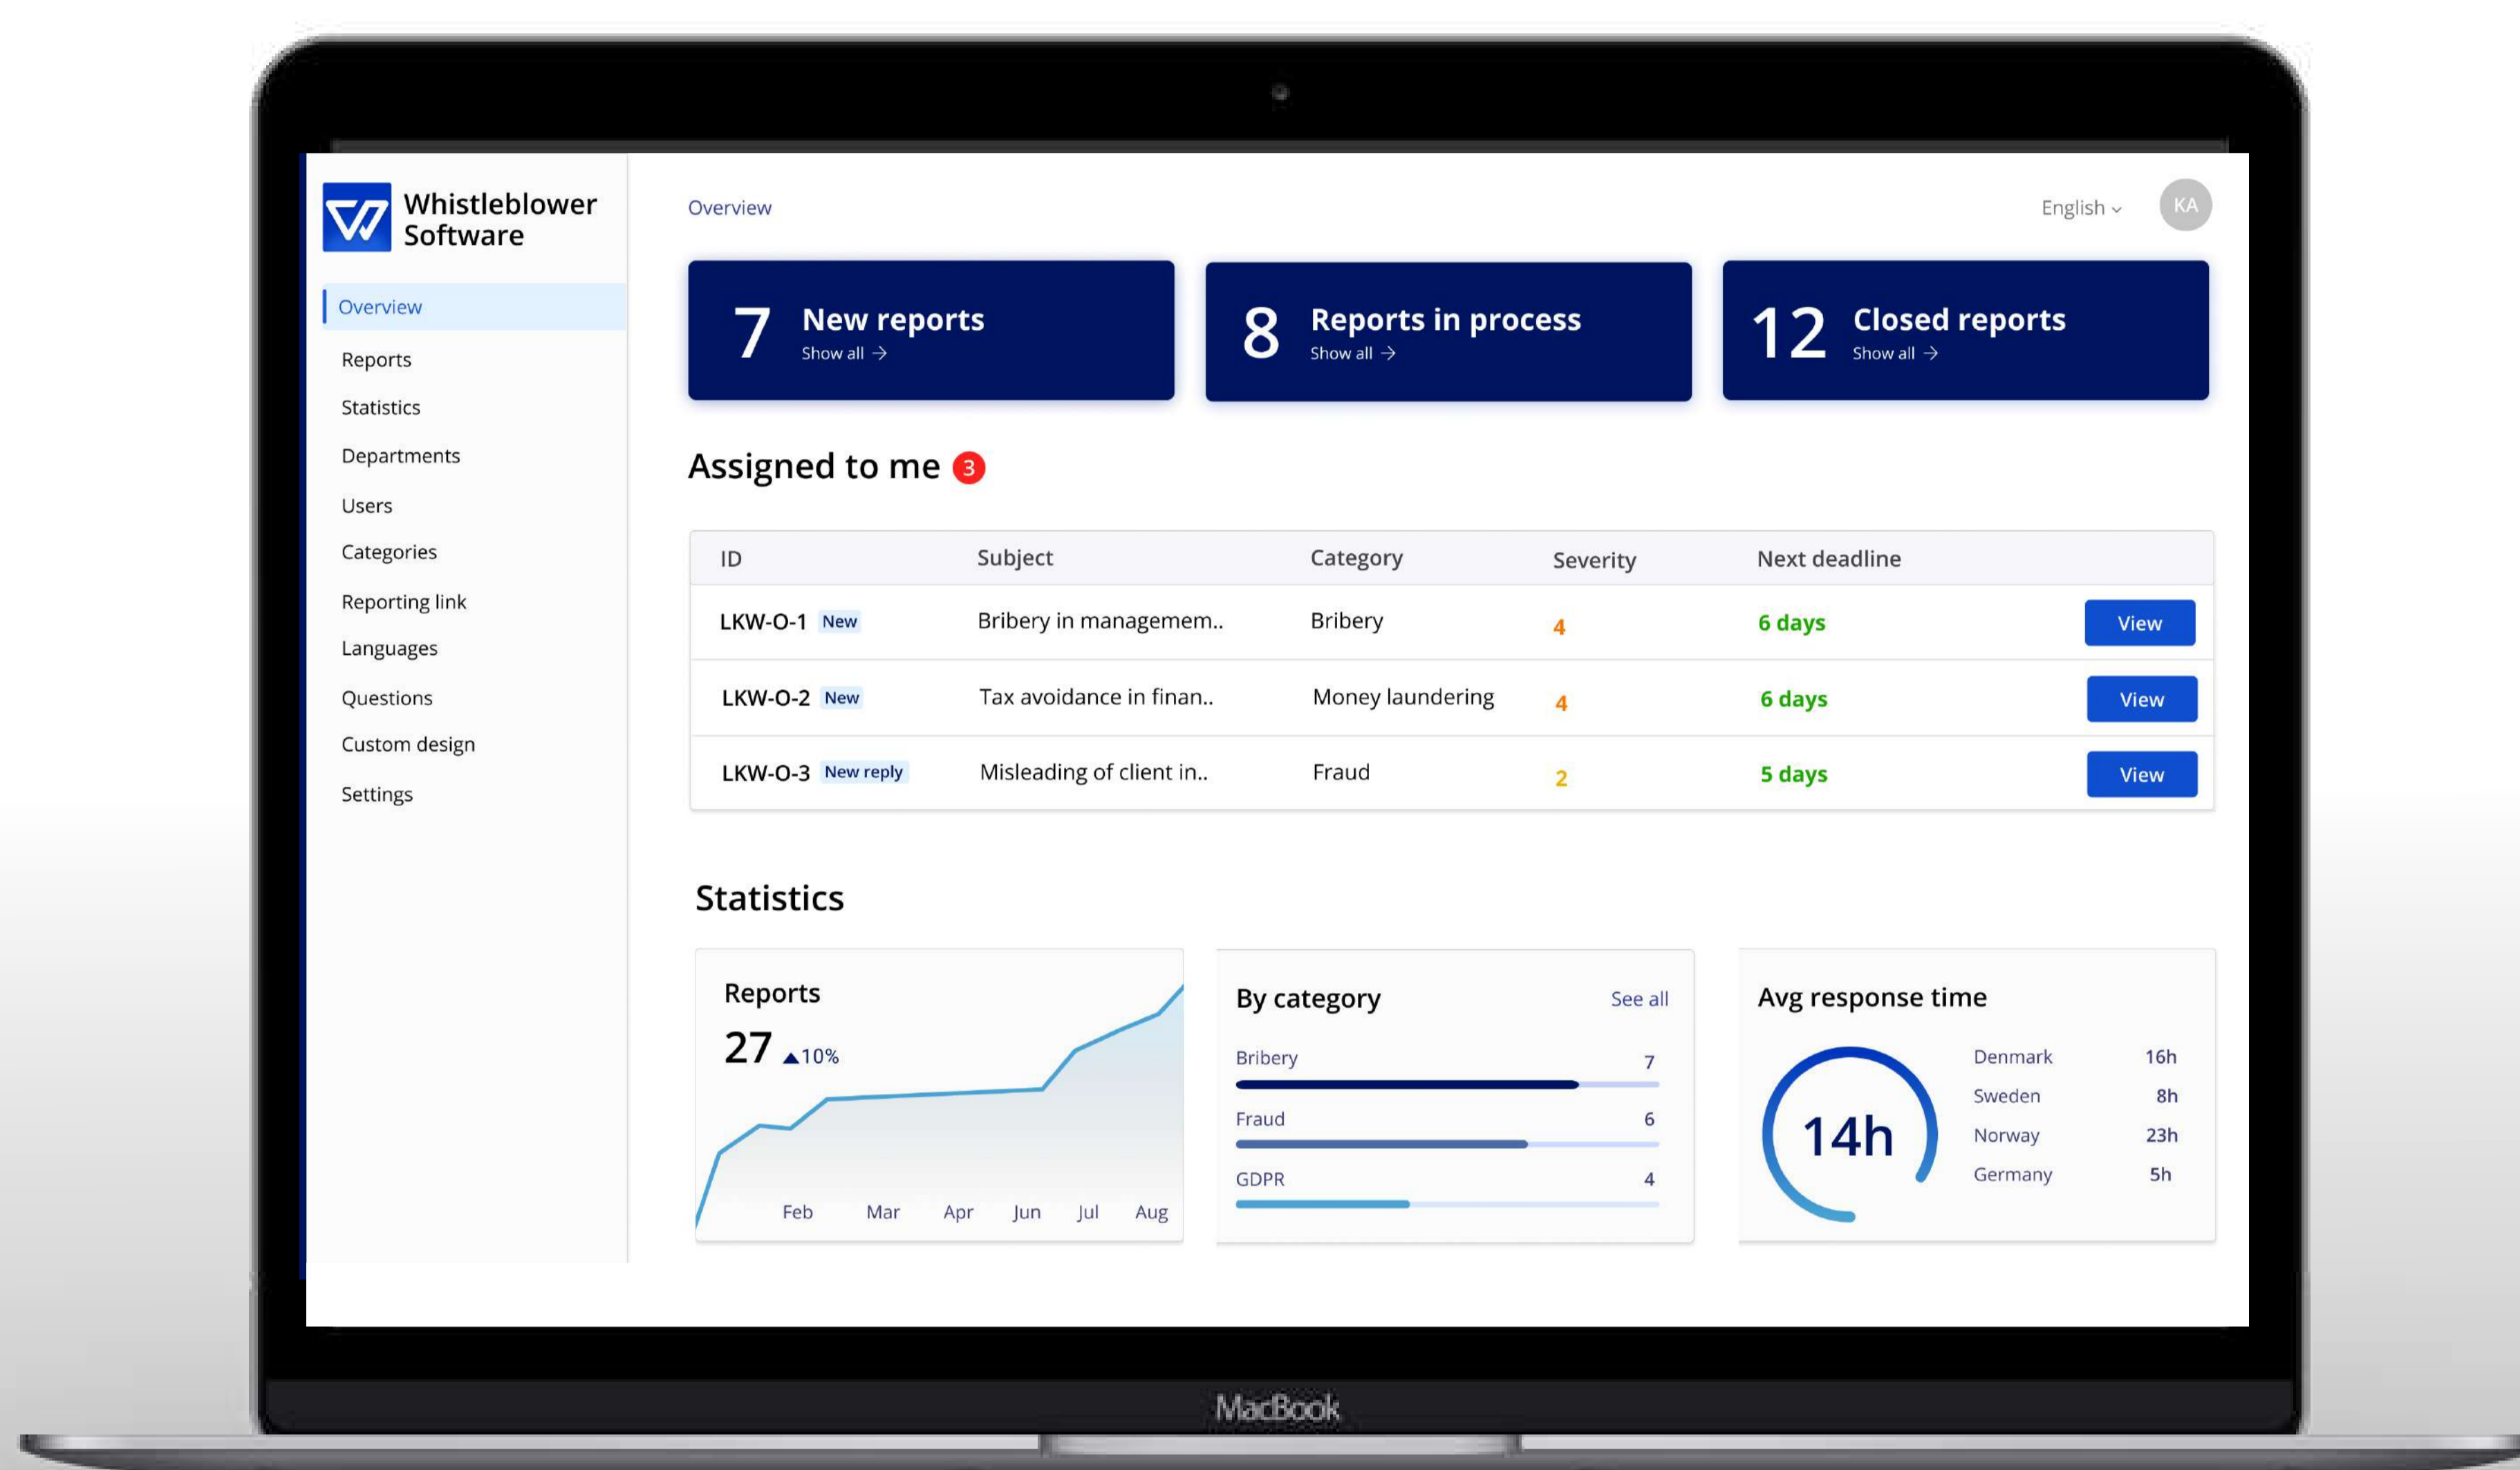 Whistleblower
Software
Overview
Reports
Statistics
Departments
Users
Categories
Reporting link
Languages
Questions
Custom design
Settings
Overview
English
KA
7 New reports
Show all →
8 Reports in process
Show all →
12 Closed reports
Show all →
Assigned to me 3
ID Subject Category Severity Next deadline
LKW-O-1 New Bribery in managemem.. Bribery 4 6 days View
LKW-O-2 New Tax avoidance in finan.. Money laundering 4 6 days View
LKW-O-3 New reply Misleading of client in.. Fraud 2 5 days View
Statistics
Reports
27 ▲10%
Feb Mar Apr Jun Jul Aug
By category See all
Bribery 7
Fraud 6
GDPR 4
Avg response time
14h
Denmark 16h
Sweden 8h
Norway 23h
Germany 5h
MacBook